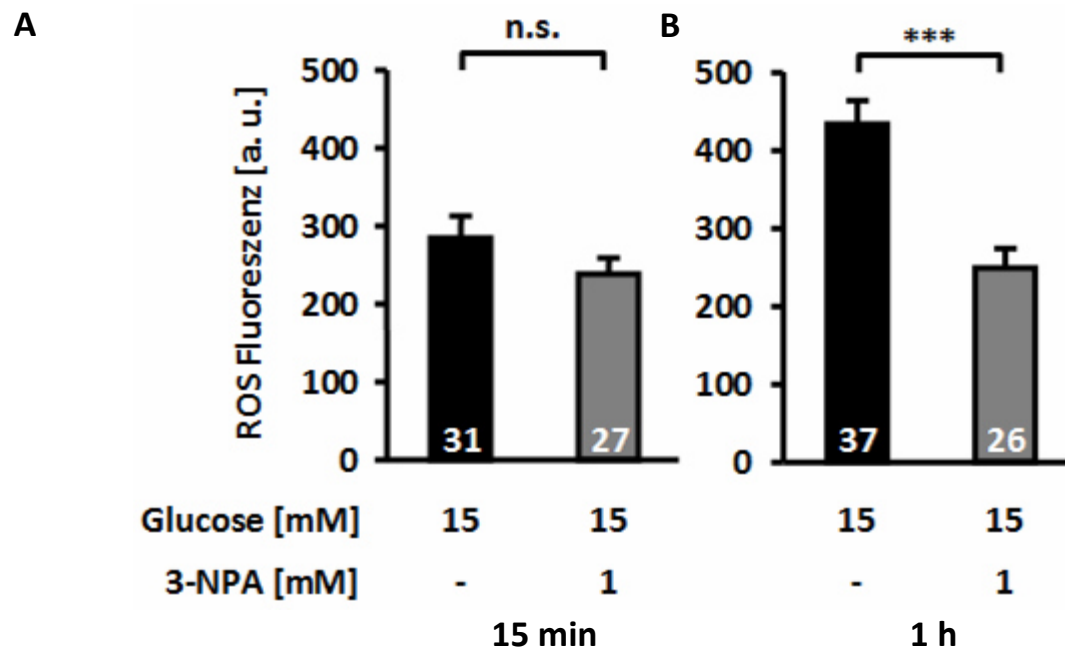 A
n.s.
B
***
500
400
300
200
100
0
ROS Fluoreszenz [a. u.]
31
27
500
400
300
200
100
0
37
26
Glucose [mM] 15 15 15 15
3-NPA [mM] - 1 - 1
15 min 1 h